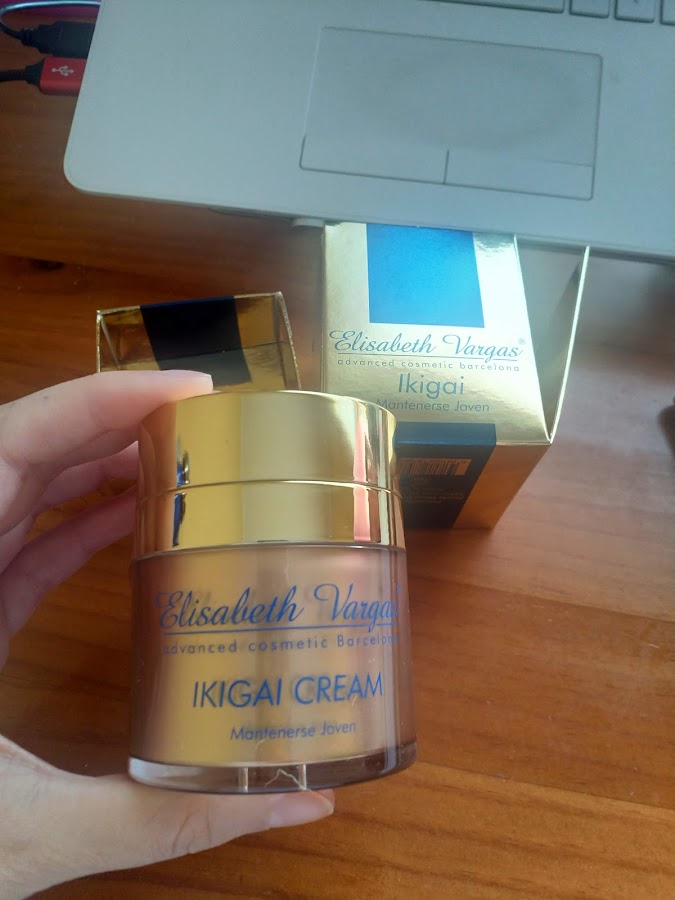 Elisabeth Vargas®
advanced cosmetic barcelona
Ikigai
Mantenerse Joven
Elisabeth Vargas
advanced cosmetic Barcelona
IKIGAI CREAM
Mantenerse Joven